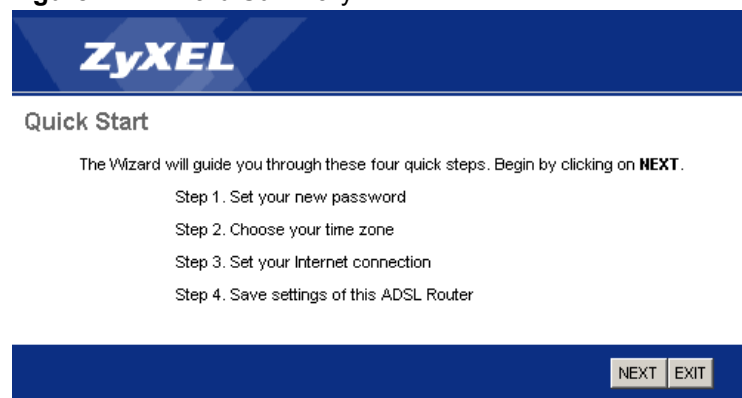 ZyXEL
Quick Start
The Wizard will guide you through these four quick steps. Begin by clicking on NEXT.
Step 1. Set your new password
Step 2. Choose your time zone
Step 3. Set your Internet connection
Step 4. Save settings of this ADSL Router
NEXT EXIT